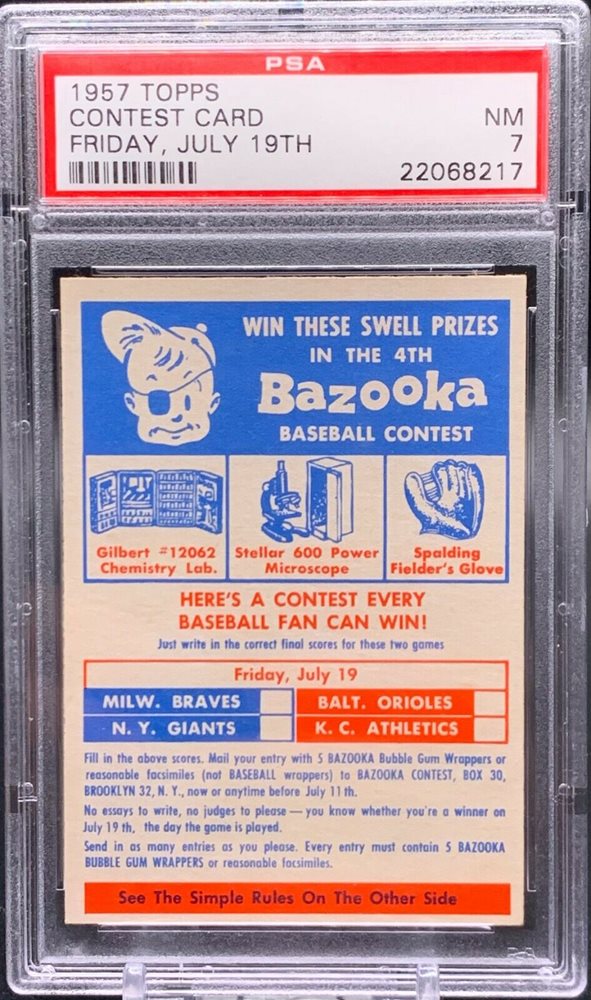 PSA
1957 TOPPS
CONTEST CARD NM
FRIDAY, JULY 19TH 7
22068217
WIN THESE SWELL PRIZES
IN THE 4TH
Bazooka
BASEBALL CONTEST
Gilbert #12062
Chemistry Lab.
Stellar 600 Power
Microscope
Spalding
Fielder's Glove
HERE'S A CONTEST EVERY
BASEBALL FAN CAN WIN!
Just write in the correct final scores for these two games
Friday, July 19
MILW. BRAVES BALT. ORIOLES
N. Y. GIANTS K. C. ATHLETICS
Fill in the above scores. Mail your entry with 5 BAZOOKA Bubble Gum Wrappers or
reasonable facsimiles (not BASEBALL wrappers) to BAZOOKA CONTEST, BOX 30,
BROOKLYN 32, N. Y., now or anytime before July 11th.
No essays to write, no judges to please — you know whether you're a winner on
July 19th, the day the game is played.
Send in as many entries as you please. Every entry must contain 5 BAZOOKA
BUBBLE GUM WRAPPERS or reasonable facsimiles.
See The Simple Rules On The Other Side